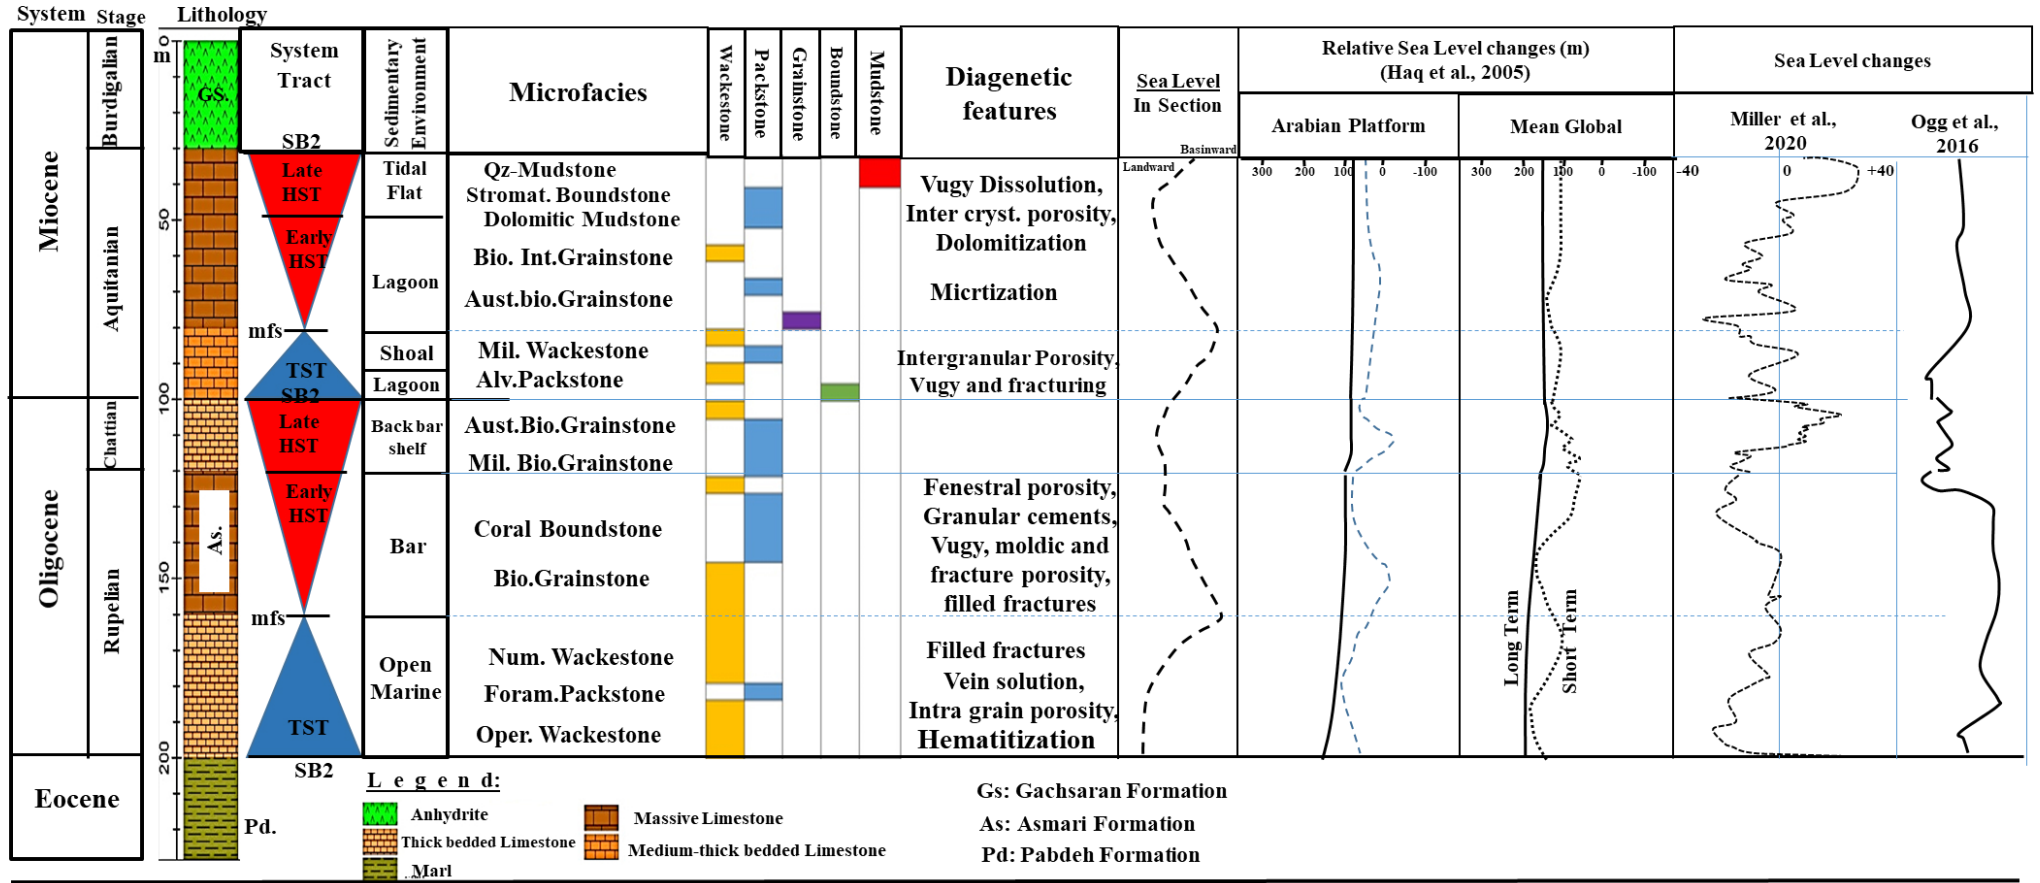 System Stage Lithology
Miocene
Oligocene
Eocene
Burdigalian
Aquitanian
Chattian
Rupelian
0
m
50
100
150
200
GS.
As.
Pd.
System
Tract
SB2
Late
HST
Early
HST
mfs
TST
SB2
Late
HST
Early
HST
mfs
TST
SB2
Sedimentary
Environment
Tidal
Flat
Lagoon
Shoal
Lagoon
Back bar
shelf
Bar
Open
Marine
Microfacies
Qz-Mudstone
Stromat. Boundstone
Dolomitic Mudstone
Bio. Int.Grainstone
Aust.bio.Grainstone
Mil. Wackestone
Alv.Packstone
Aust.Bio.Grainstone
Mil. Bio.Grainstone
Coral Boundstone
Bio.Grainstone
Num. Wackestone
Foram.Packstone
Oper. Wackestone
Wackestone
Packstone
Grainstone
Boundstone
Mudstone
Diagenetic
features
Vugy Dissolution,
Inter cryst. porosity,
Dolomitization
Micrtization
Intergranular Porosity,
Vugy and fracturing
Fenestral porosity,
Granular cements,
Vugy, moldic and
fracture porosity,
filled fractures
Filled fractures
Vein solution,
Intra grain porosity,
Hematitization
Sea Level
In Section
Basinward
Landward
Relative Sea Level changes (m)
(Haq et al., 2005)
Arabian Platform
300 200 100 0 -100
Mean Global
300 200 100 0 -100
Long Term
Short Term
Sea Level changes
Miller et al.,
2020
-40 0 +40
Ogg et al.,
2016
Legend:
Anhydrite
Thick bedded Limestone
Marl
Massive Limestone
Medium-thick bedded Limestone
Gs: Gachsaran Formation
As: Asmari Formation
Pd: Pabdeh Formation